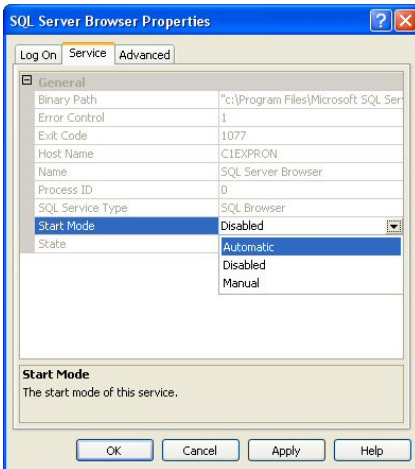 SQL Server Browser Properties
Log On Service Advanced
General
Binary Path "c:\Program Files\Microsoft SQL Ser
Error Control 1
Exit Code 1077
Host Name C1EXPRON
Name SQL Server Browser
Process ID 0
SQL Service Type SQL Browser
Start Mode Disabled
State
Automatic
Disabled
Manual
Start Mode
The start mode of this service.
OK Cancel Apply Help